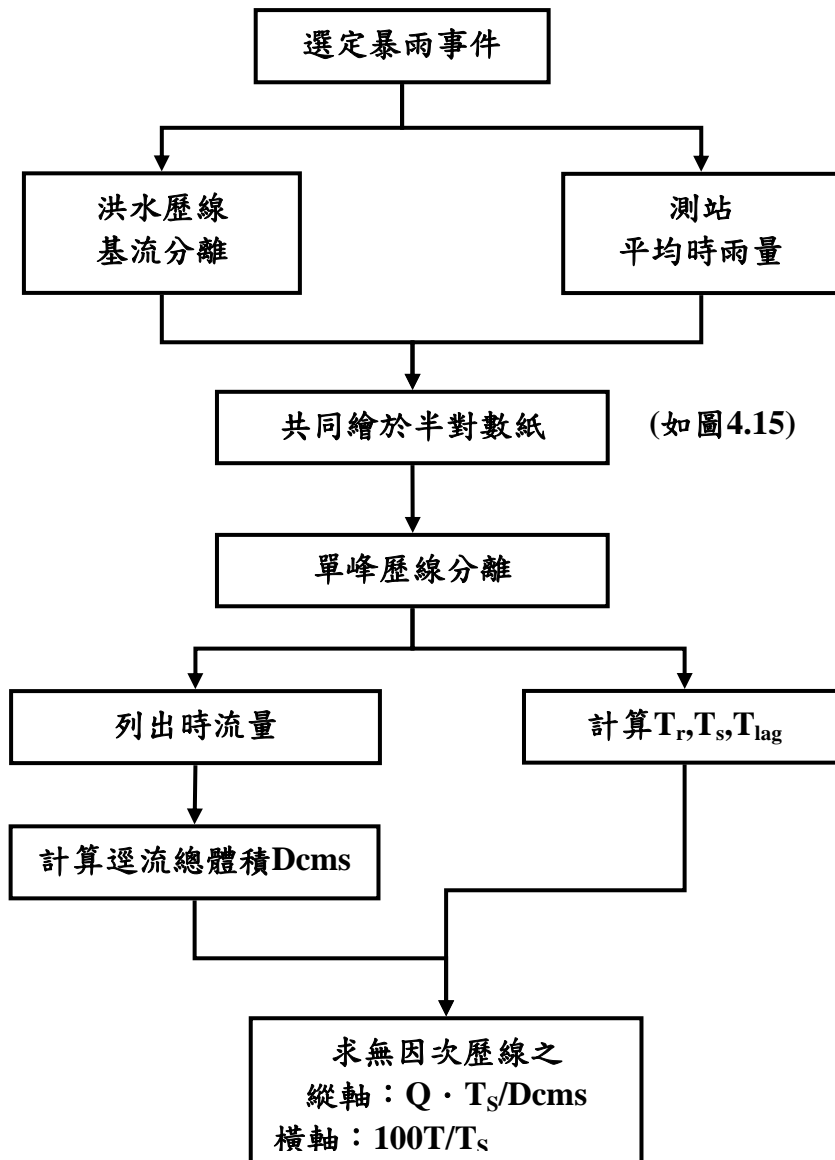 選定暴雨事件
洪水歷線
基流分離
測站
平均時雨量
共同繪於半對數紙
(如圖4.15)
單峰歷線分離
列出時流量
計算Tr,Ts,Tlag
計算逕流總體積Dcms
求無因次歷線之
縱軸：Q · TS/Dcms
橫軸：100T/TS